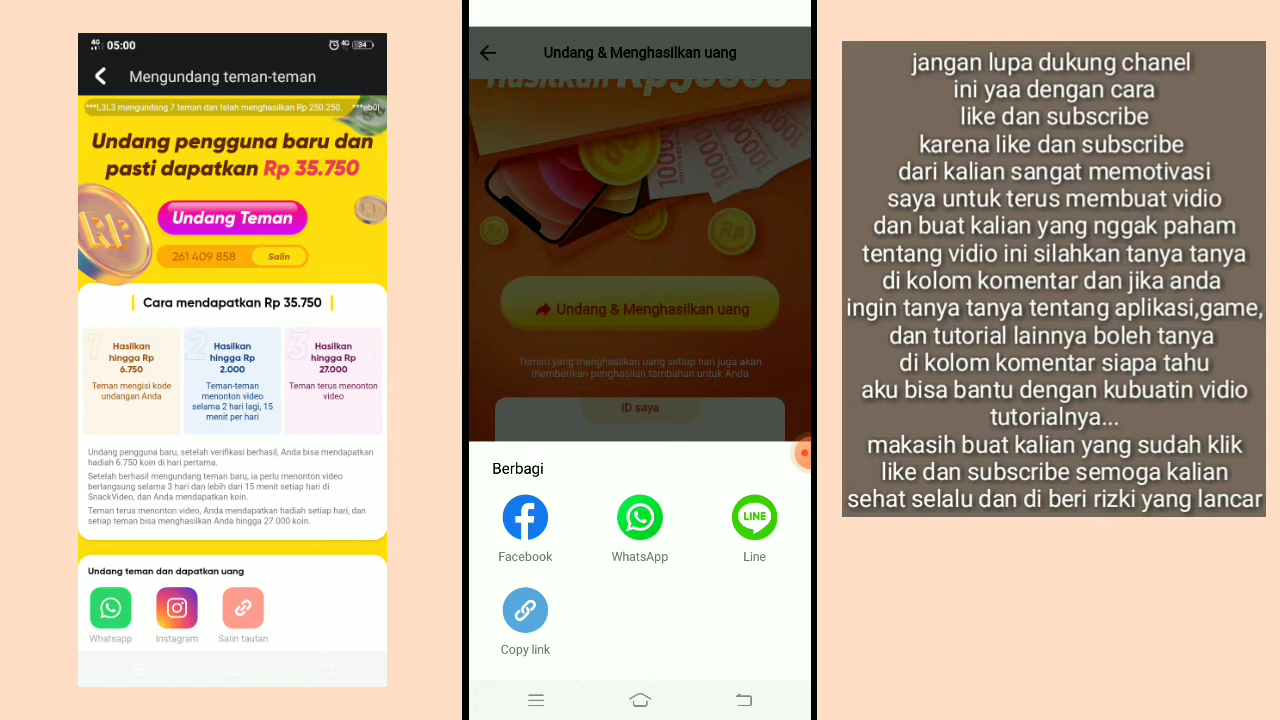 4G 05:00
4G 34
Mengundang teman-teman
***L3L3 mengundang 7 teman dan telah menghasilkan Rp 250.250. ***eb0l
Undang pengguna baru dan
pasti dapatkan Rp 35.750
Undang Teman
261 409 858 Salin
Cara mendapatkan Rp 35.750
1
Hasilkan
hingga Rp
6.750
Teman mengisi kode
undangan Anda
2
Hasilkan
hingga Rp
2.000
Teman-teman
menonton video
selama 2 hari lagi, 15
menit per hari
3
Hasilkan
hingga Rp
27.000
Teman terus menonton
video
Undang pengguna baru, setelah verifikasi berhasil, Anda bisa mendapatkan
hadiah 6.750 koin di hari pertama.
Setelah berhasil mengundang teman baru, ia perlu menonton video
berlangsung selama 3 hari dan lebih dari 15 menit setiap hari di
SnackVideo, dan Anda mendapatkan koin.
Teman terus menonton video, Anda mendapatkan hadiah setiap hari, dan
setiap teman bisa menghasilkan Anda hingga 27.000 koin.
Undang teman dan dapatkan uang
Whatsapp
Instagram
Salin tautan
Undang & Menghasilkan uang
Undang & Menghasilkan uang
Teman yang menghasilkan uang setiap hari juga akan
memberikan penghasilan tambahan untuk Anda
ID saya
Berbagi
Facebook
WhatsApp
LINE
Line
Copy link
jangan lupa dukung chanel
ini yaa dengan cara
like dan subscribe
karena like dan subscribe
dari kalian sangat memotivasi
saya untuk terus membuat vidio
dan buat kalian yang nggak paham
tentang vidio ini silahkan tanya tanya
di kolom komentar dan jika anda
ingin tanya tanya tentang aplikasi,game,
dan tutorial lainnya boleh tanya
di kolom komentar siapa tahu
aku bisa bantu dengan kubuatin vidio
tutorialnya...
makasih buat kalian yang sudah klik
like dan subscribe semoga kalian
sehat selalu dan di beri rizki yang lancar